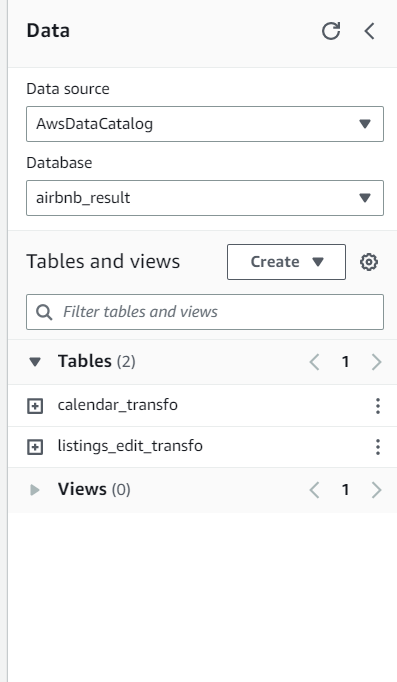 Data
Data source
AwsDataCatalog
Database
airbnb_result
Tables and views
Create
Filter tables and views
Tables (2)
1
calendar_transfo
listings_edit_transfo
Views (0)
1